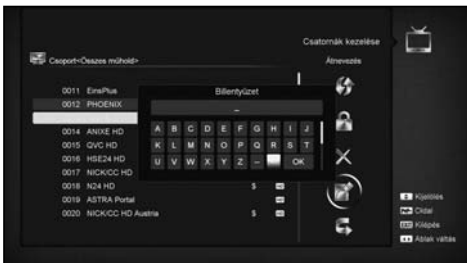 Csatornák kezelése
Csoport<Összes műhold>
Átnevezés
0011 EinsPlus
0012 PHOENIX
Billentyűzet
_
0014 ANIXE HD
0015 QVC HD
0016 HSE24 HD
0017 NICK/CC HD
0018 N24 HD $
0019 ASTRA Portal
0020 NICK/CC HD Austria $
A B C D E F G H I J
K L M N O P Q R S T
U V W X Y Z – OK
Kijelölés
Oldal
Kilépés
Ablak váltás